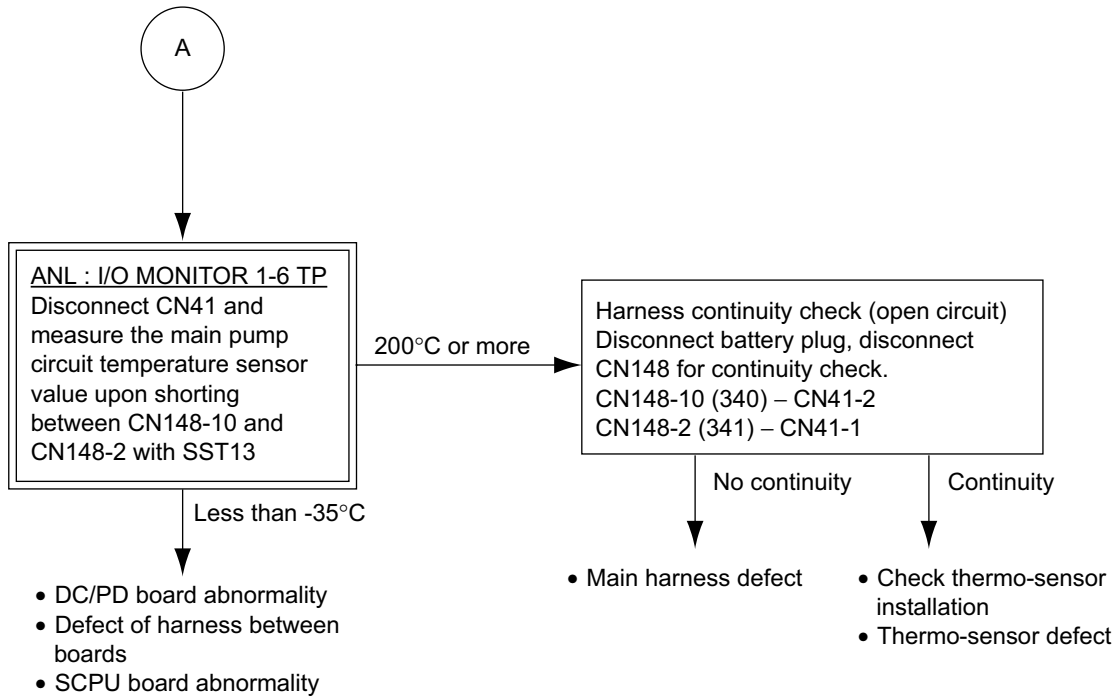 A
ANL : I/O MONITOR 1-6 TP
Disconnect CN41 and
measure the main pump
circuit temperature sensor
value upon shorting
between CN148-10 and
CN148-2 with SST13
200°C or more
Harness continuity check (open circuit)
Disconnect battery plug, disconnect
CN148 for continuity check.
CN148-10 (340) – CN41-2
CN148-2 (341) – CN41-1
Less than -35°C
• DC/PD board abnormality
• Defect of harness between
boards
• SCPU board abnormality
No continuity
• Main harness defect
Continuity
• Check thermo-sensor
installation
• Thermo-sensor defect